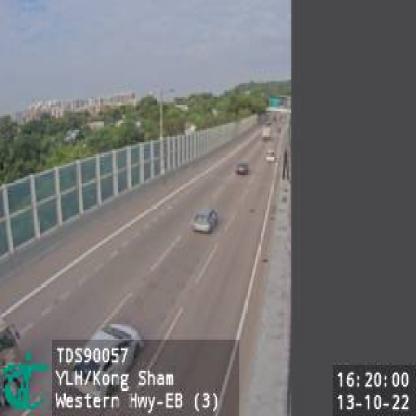 TDS90057
YLH/Kong Sham
Western Hwy-EB (3)
16:20:00
13-10-22